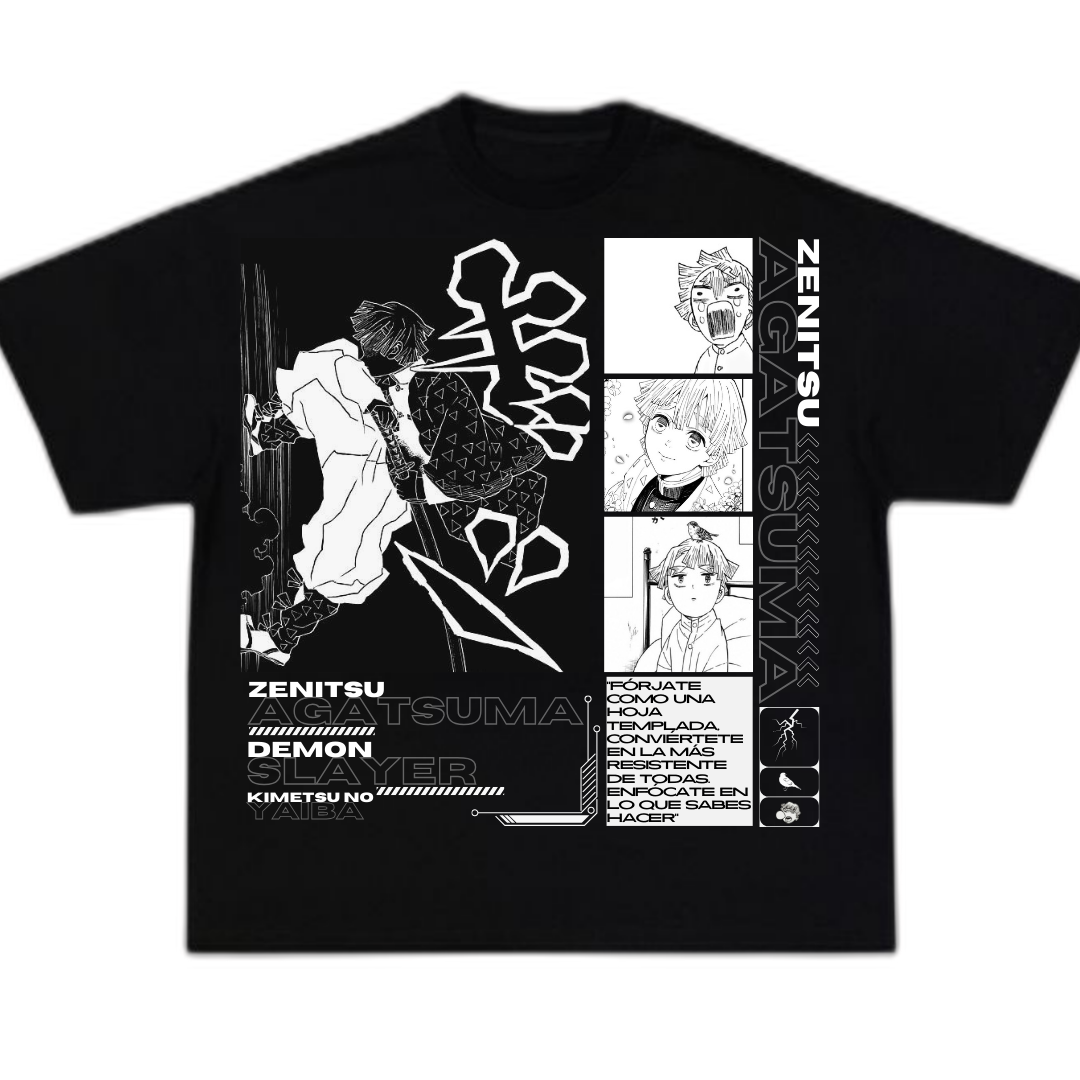 ZENITSU
AGATSUMA
ZENITSU
AGATSUMA
DEMON
SLAYER
KIMETSU NO
YAIBA
"FÓRJATE
COMO UNA
HOJA
TEMPLADA.
CONVIÉRTETE
EN LA MÁS
RESISTENTE
DE TODAS.
ENFÓCATE EN
LO QUE SABES
HACER"